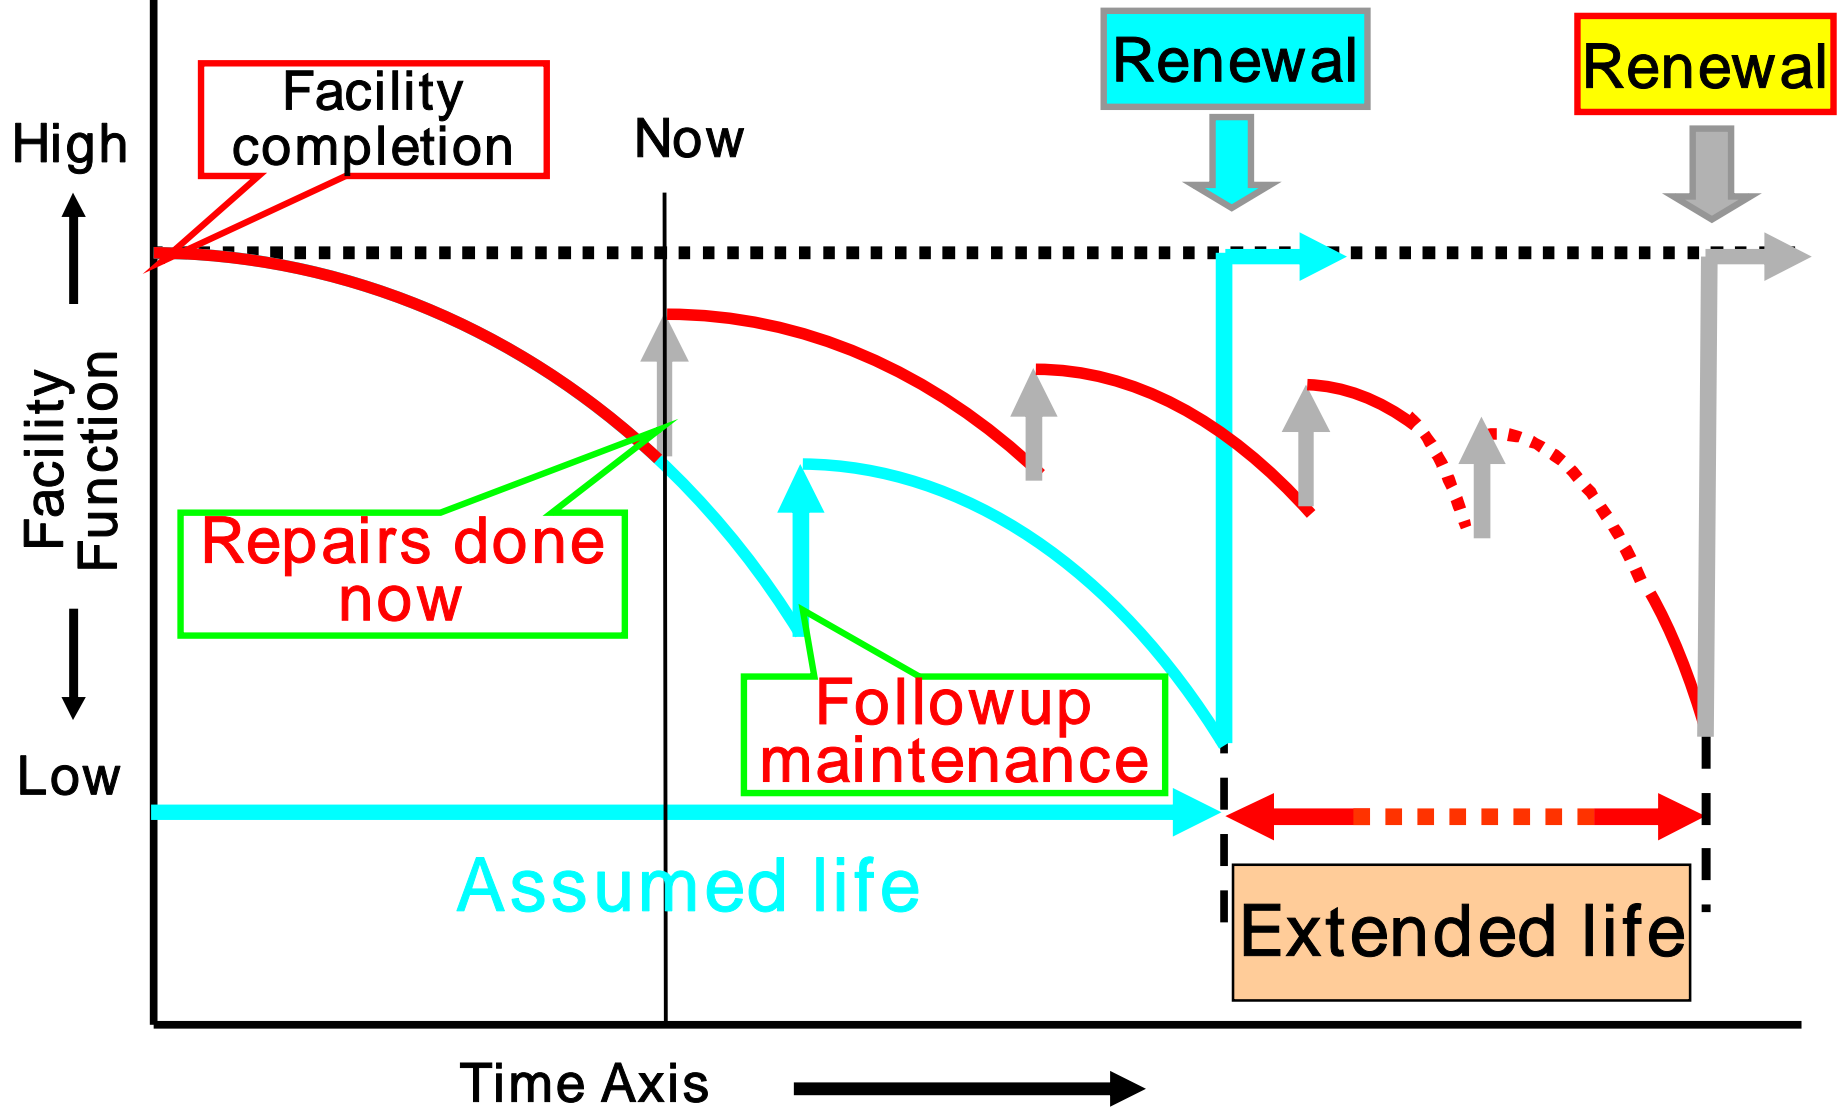 Renewal
Renewal
Facility
completion
High
Now
Facility
Function
Repairs done
now
Followup
maintenance
Low
Assumed life
Extended life
Time Axis